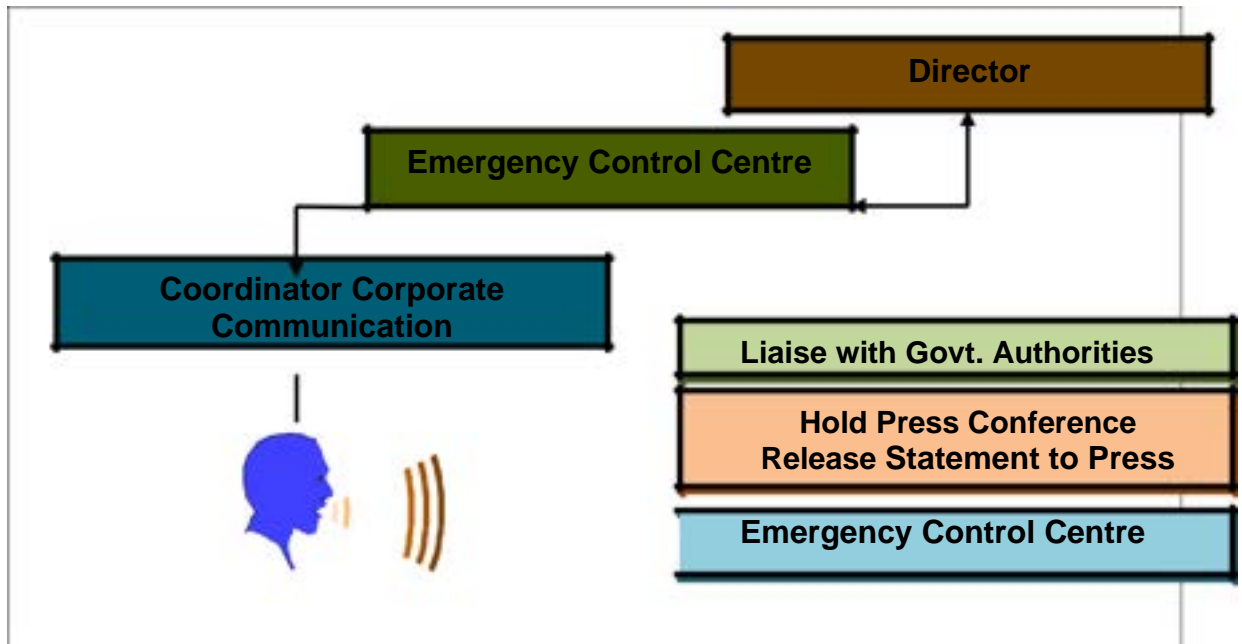 Director
Emergency Control Centre
Coordinator Corporate
Communication
Liaise with Govt. Authorities
Hold Press Conference
Release Statement to Press
Emergency Control Centre